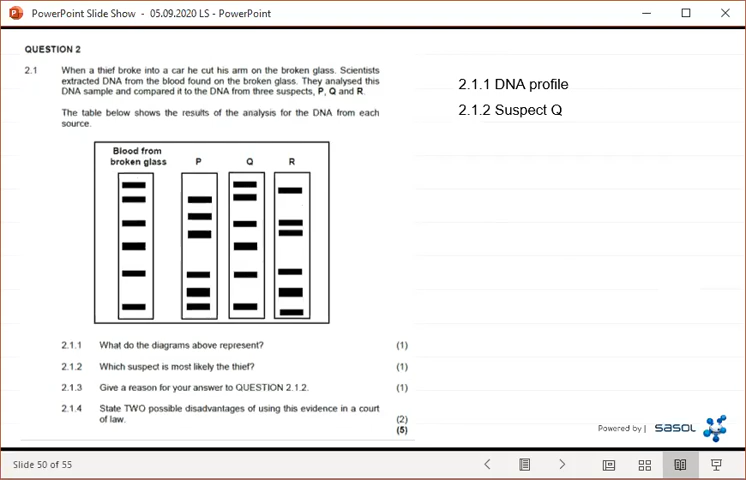 PowerPoint Slide Show - 05.09.2020 LS - PowerPoint
QUESTION 2
2.1 When a thief broke into a car he cut his arm on the broken glass. Scientists
extracted DNA from the blood found on the broken glass. They analysed this
DNA sample and compared it to the DNA from three suspects, P, Q and R.
The table below shows the results of the analysis for the DNA from each
source.
Blood from
broken glass P Q R
2.1.1 What do the diagrams above represent? (1)
2.1.2 Which suspect is most likely the thief? (1)
2.1.3 Give a reason for your answer to QUESTION 2.1.2. (1)
2.1.4 State TWO possible disadvantages of using this evidence in a court
of law. (2)
(5)
2.1.1 DNA profile
2.1.2 Suspect Q
Powered by | sasol
Slide 50 of 55